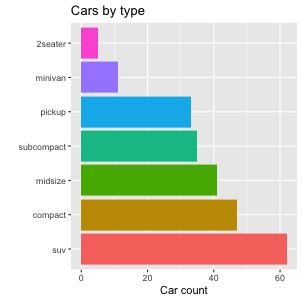 Cars by type
2seater
minivan
pickup
subcompact
midsize
compact
suv
0 20 40 60
Car count